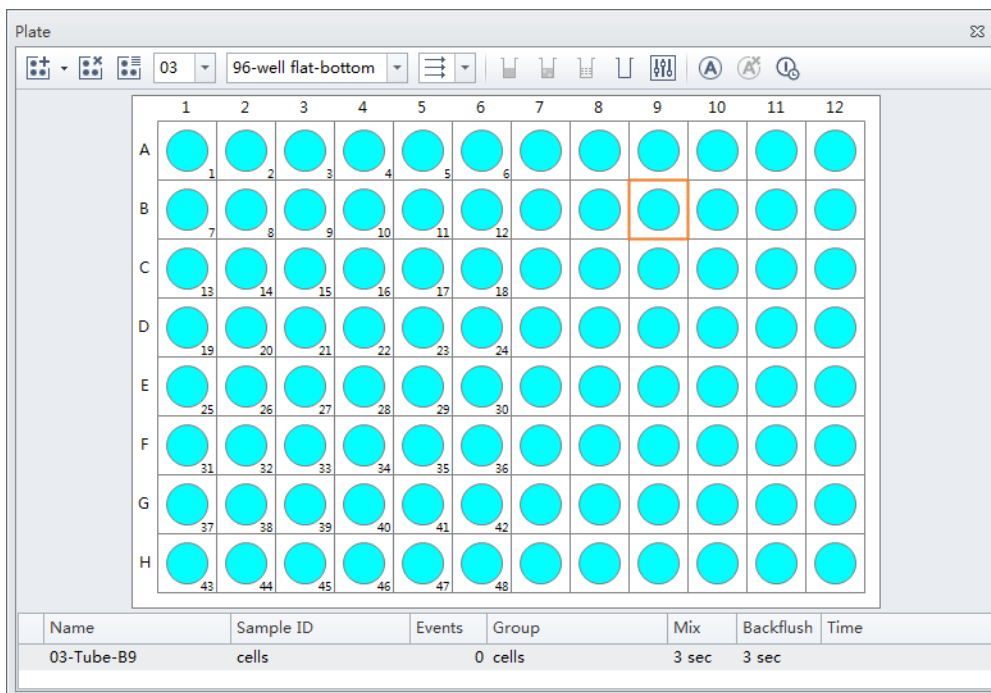 Plate
03 96-well flat-bottom
1 2 3 4 5 6 7 8 9 10 11 12
A
1 2 3 4 5 6
B
7 8 9 10 11 12
C
13 14 15 16 17 18
D
19 20 21 22 23 24
E
25 26 27 28 29 30
F
31 32 33 34 35 36
G
37 38 39 40 41 42
H
43 44 45 46 47 48
Name Sample ID Events Group Mix Backflush Time
03-Tube-B9 cells 0 cells 3 sec 3 sec